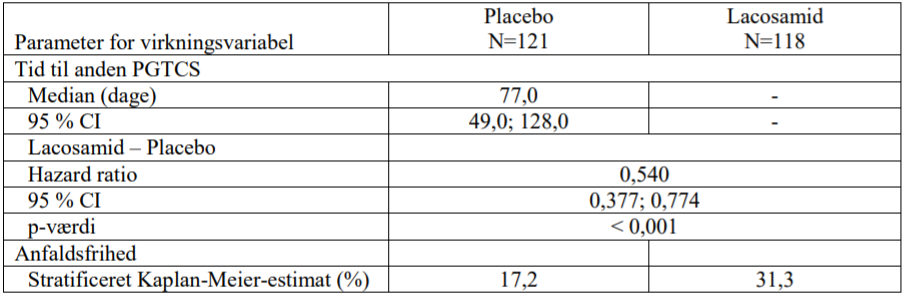 Placebo Lacosamid
Parameter for virkningsvariabel N=121 N=118
Tid til anden PGTCS
Median (dage) 77,0 -
95 % CI 49,0; 128,0 -
Lacosamid – Placebo
Hazard ratio 0,540
95 % CI 0,377; 0,774
p-værdi < 0,001
Anfaldsfrihed
Stratificeret Kaplan-Meier-estimat (%) 17,2 31,3